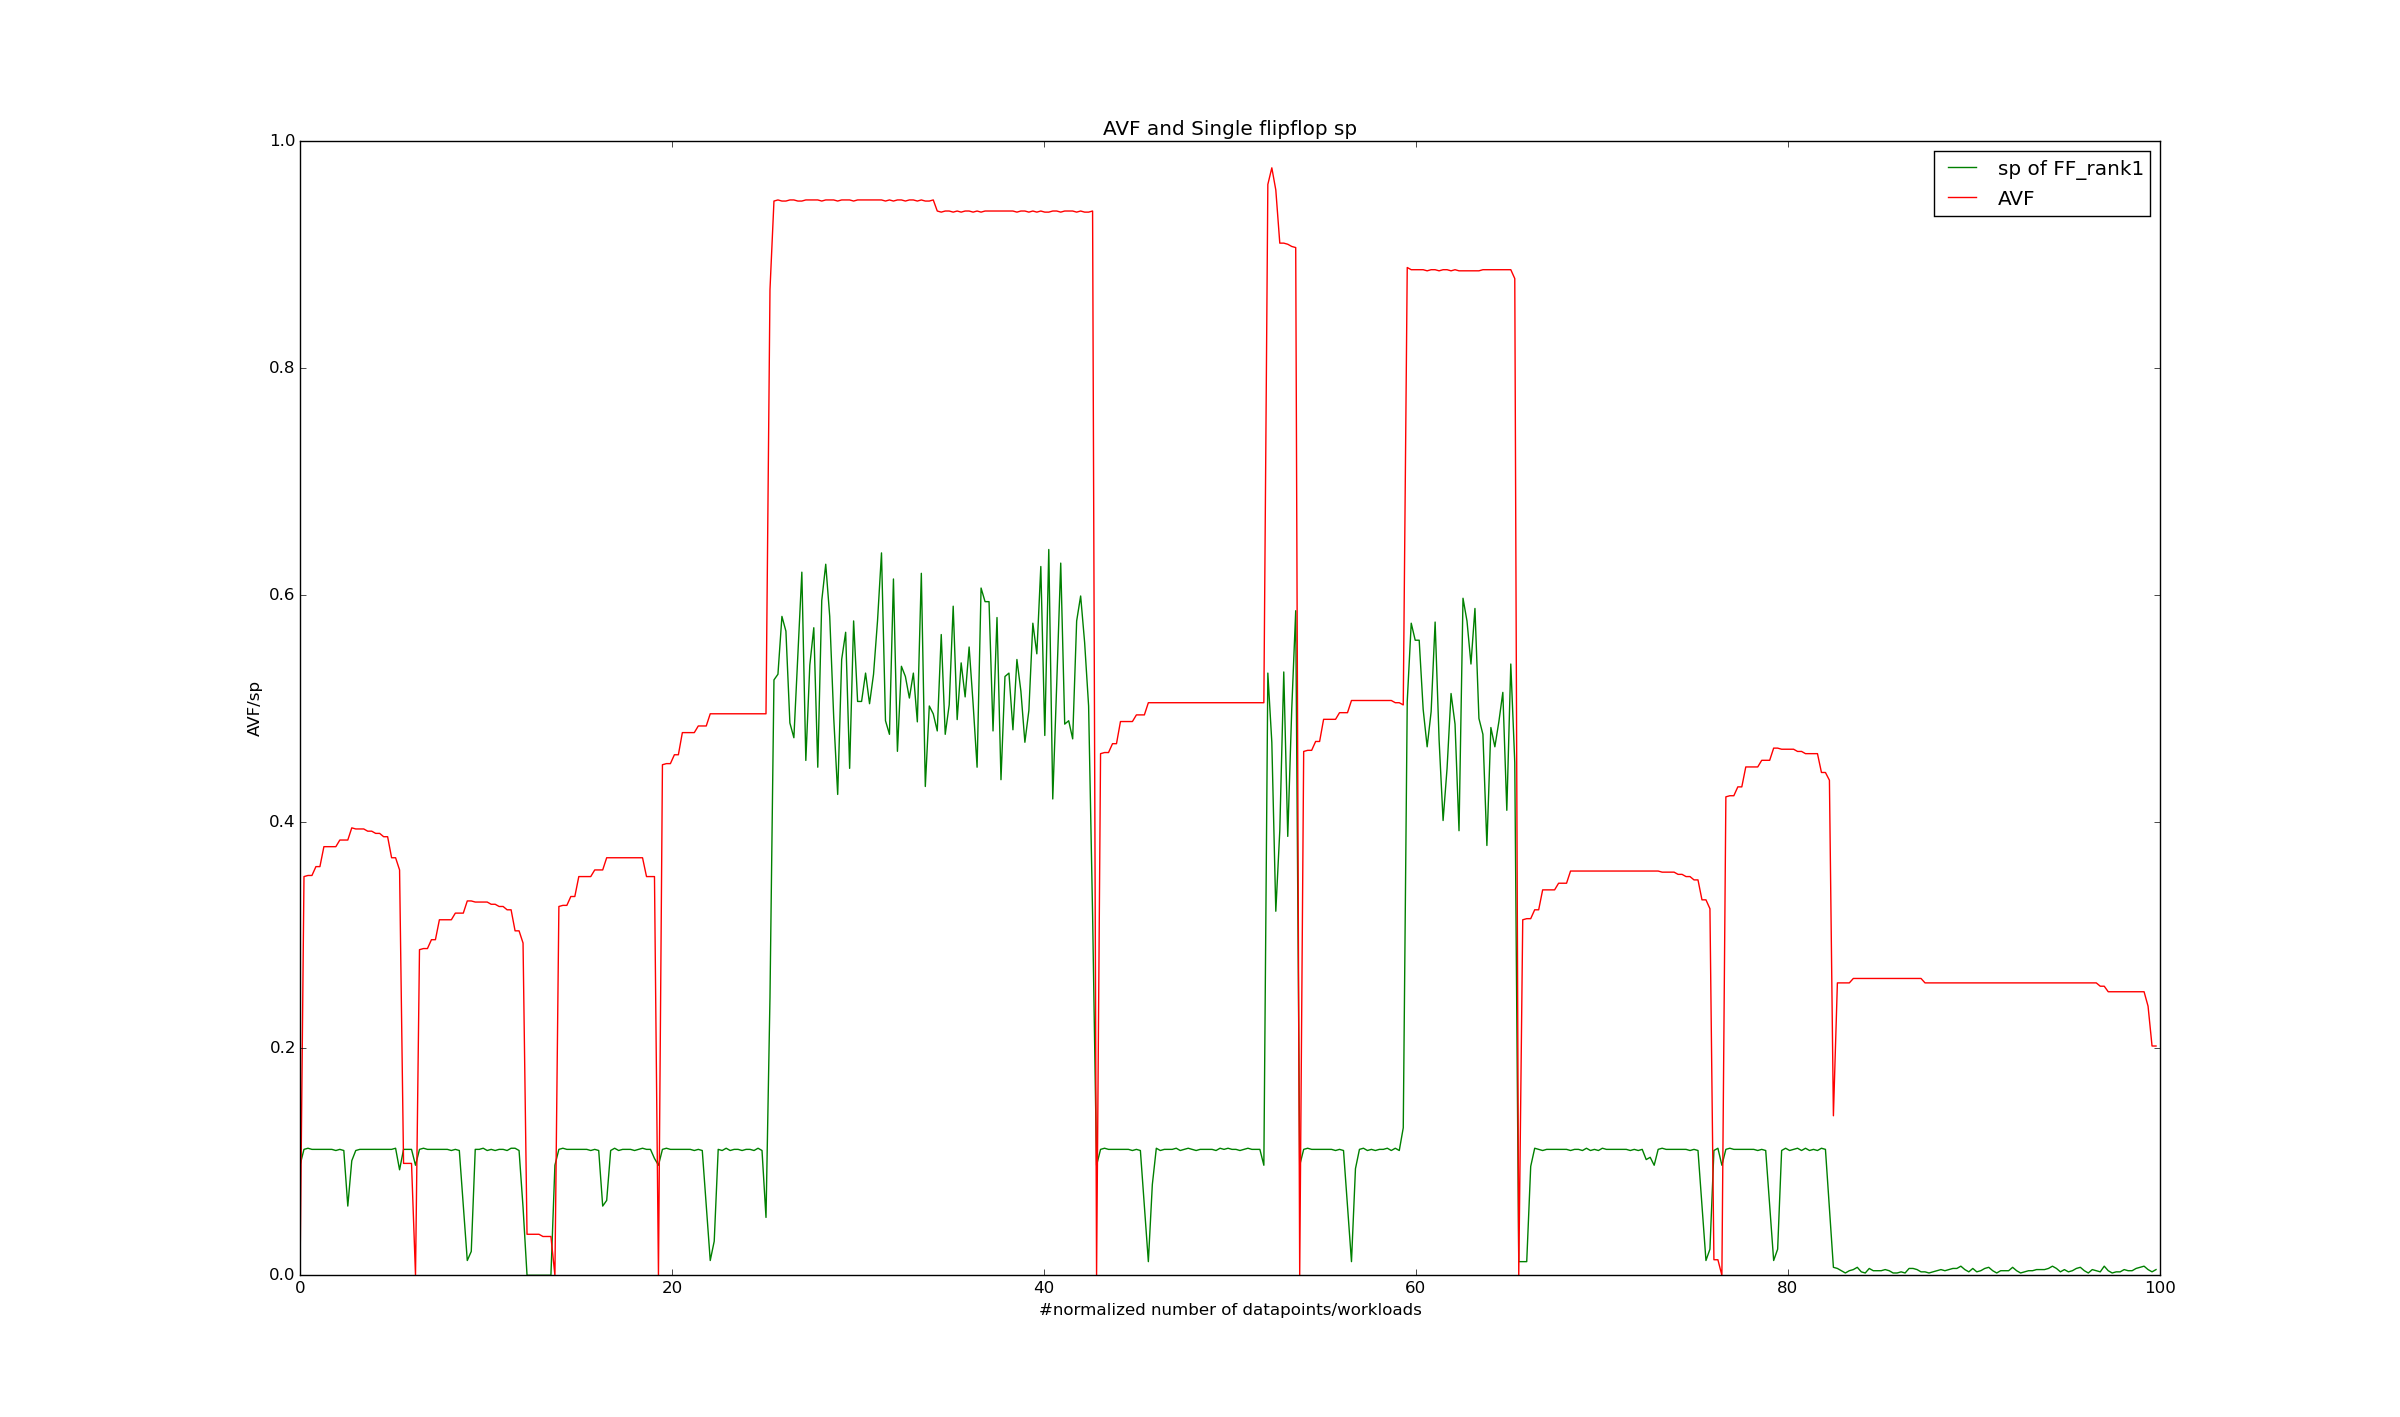 AVF and Single flipflop sp
sp of FF_rank1
AVF
1.0
0.8
0.6
0.4
0.2
0.0
AVF/sp
0 20 40 60 80 100
#normalized number of datapoints/workloads